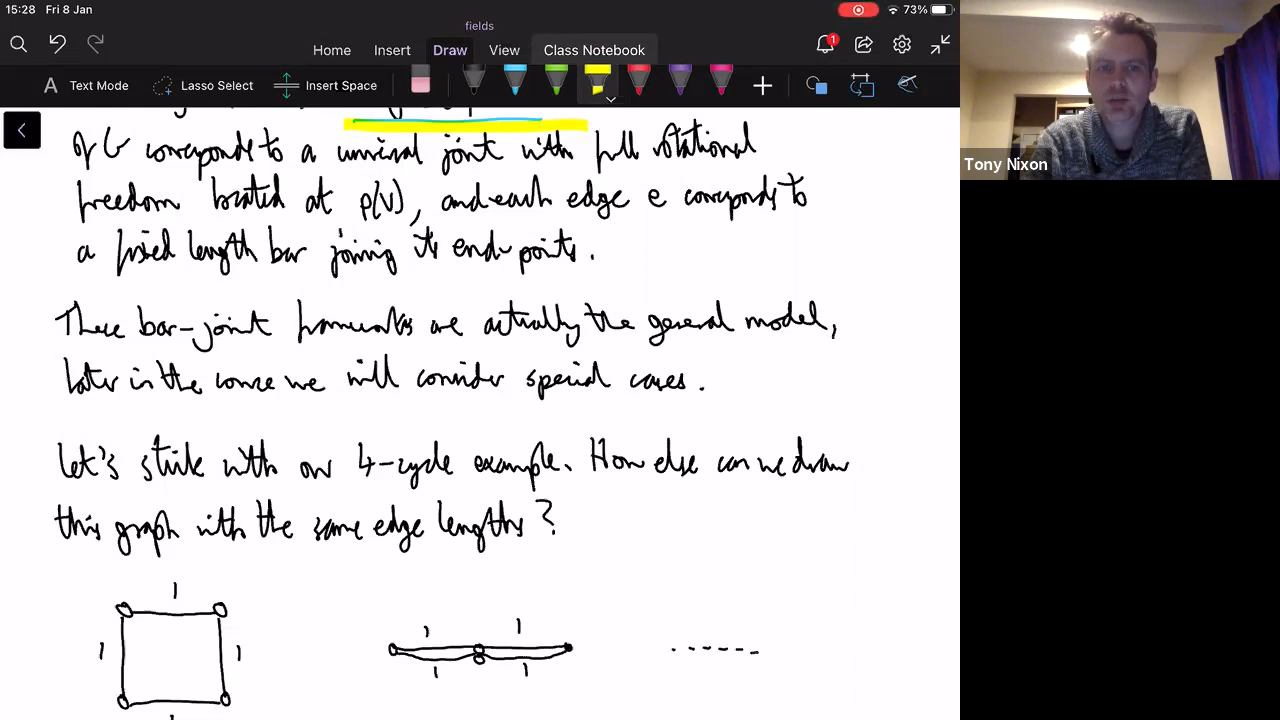 15:28 Fri 8 Jan
73%
fields
Home Insert Draw View Class Notebook
1
Text Mode Lasso Select Insert Space
Tony Nixon
of G corresponds to a universal joint with full rotational
freedom located at p(v), and each edge e corresponds to
a fixed length bar joining its end-points.
These bar-joint frameworks are actually the general model,
later in the course we will consider special cases.
Let's stick with our 4-cycle example. How else can we draw
this graph with the same edge lengths?
1
1 1
1 1
1 1